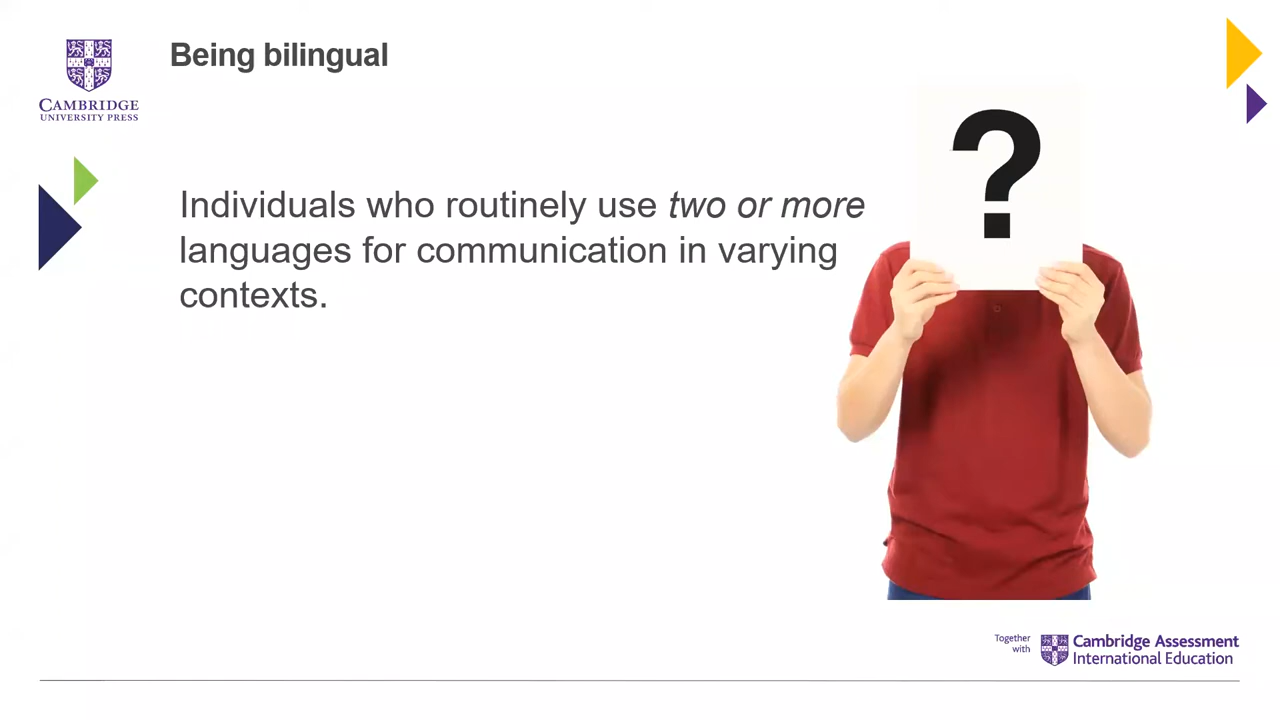 Being bilingual
CAMBRIDGE
UNIVERSITY PRESS
?
Individuals who routinely use two or more
languages for communication in varying
contexts.
Together
with
Cambridge Assessment
International Education